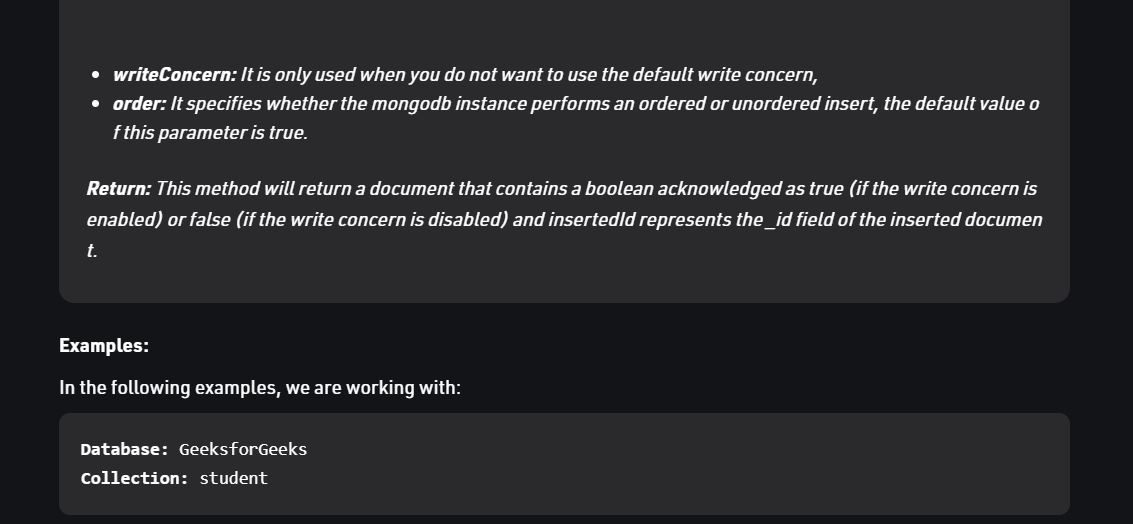 writeConcern: It is only used when you do not want to use the default write concern,
order: It specifies whether the mongodb instance performs an ordered or unordered insert, the default value o
f this parameter is true.
Return: This method will return a document that contains a boolean acknowledged as true (if the write concern is
enabled) or false (if the write concern is disabled) and insertedId represents the _id field of the inserted documen
t.
Examples:
In the following examples, we are working with:
Database: GeeksforGeeks
Collection: student